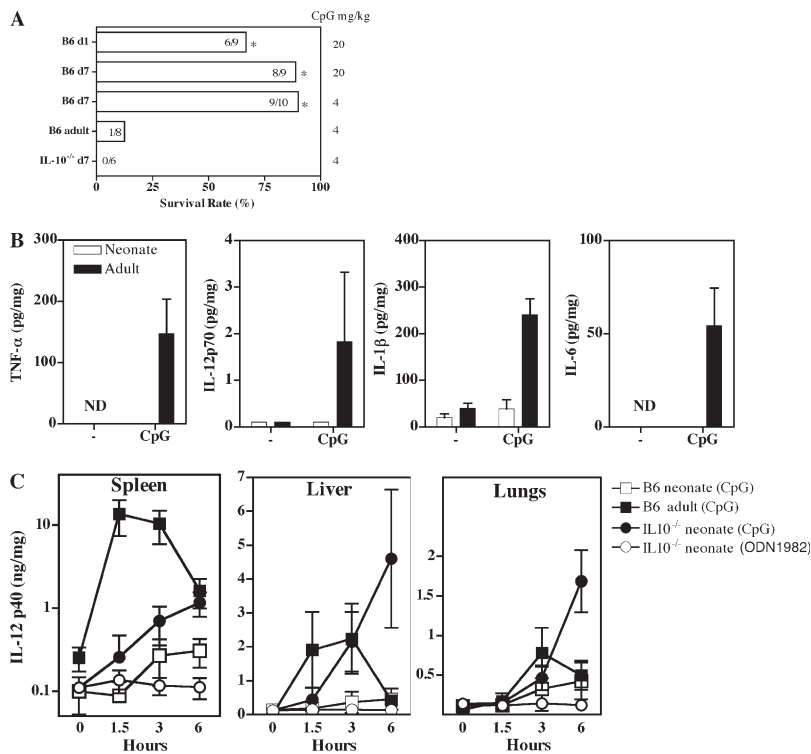 A
CpG mg/kg
B6 d1
6/9
*
20
B6 d7
8/9
*
20
B6 d7
9/10
*
4
B6 adult
1/8
4
IL-10-/- d7
0/6
4
0
25
50
75
100
Survival Rate (%)
B
TNF-α (pg/mg)
300
200
100
0
Neonate
Adult
ND
-
CpG
IL-12p70 (pg/mg)
4
3
2
1
0
-
CpG
IL-1β (pg/mg)
400
300
200
100
0
-
CpG
IL-6 (pg/mg)
100
50
0
ND
-
CpG
C
Spleen
IL-12 p40 (ng/mg)
10
1
0.1
0
1.5
3
6
Hours
Liver
7
6
5
4
3
2
1
0
0
1.5
3
6
Hours
Lungs
2
1.5
1
0.5
0
1.5
3
6
Hours
B6 neonate (CpG)
B6 adult (CpG)
IL10-/- neonate (CpG)
IL10-/- neonate (ODN1982)